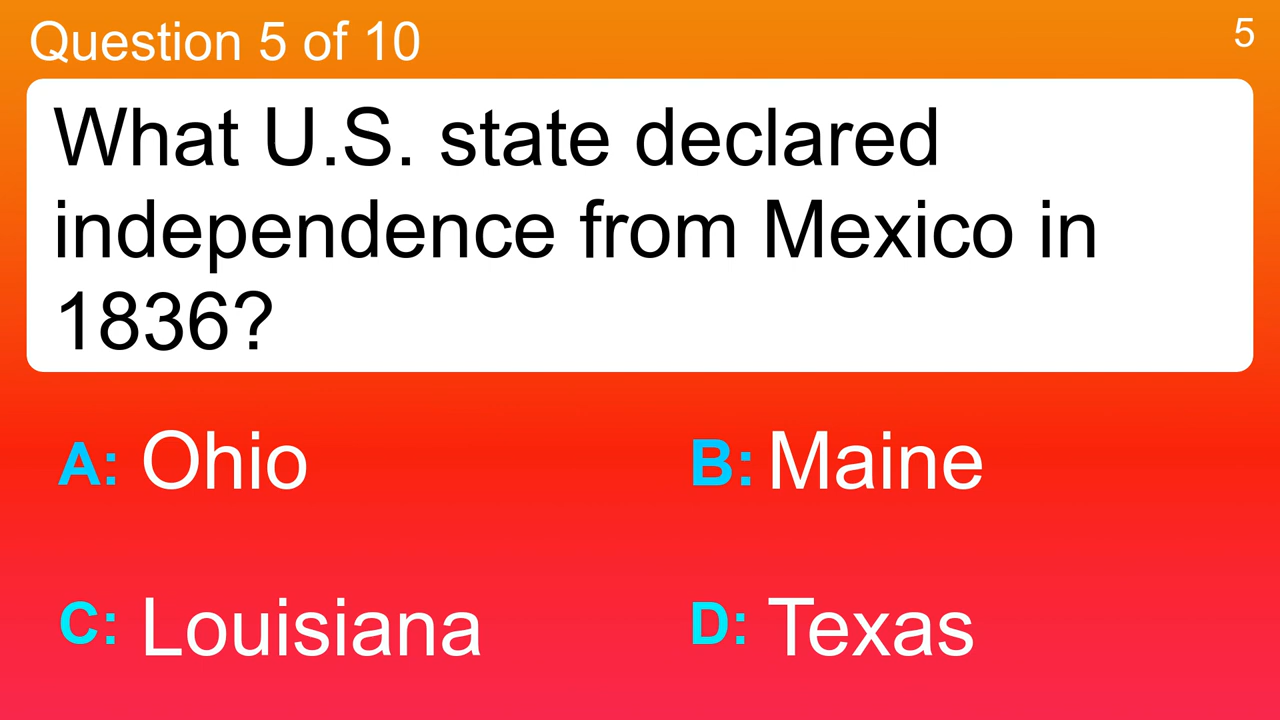 Question 5 of 10
5
What U.S. state declared
independence from Mexico in
1836?
A: Ohio
B: Maine
C: Louisiana
D: Texas